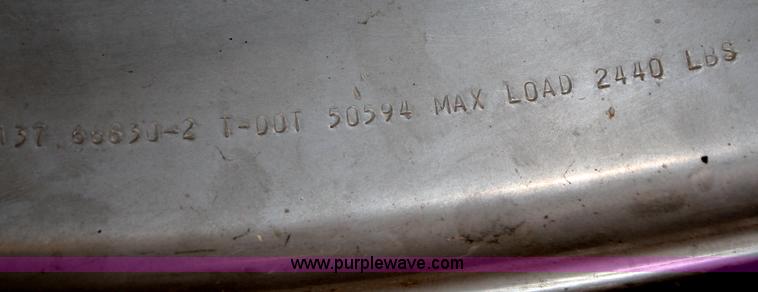 T-DOT 50594 MAX LOAD 2440 LBS
www.purplewave.com